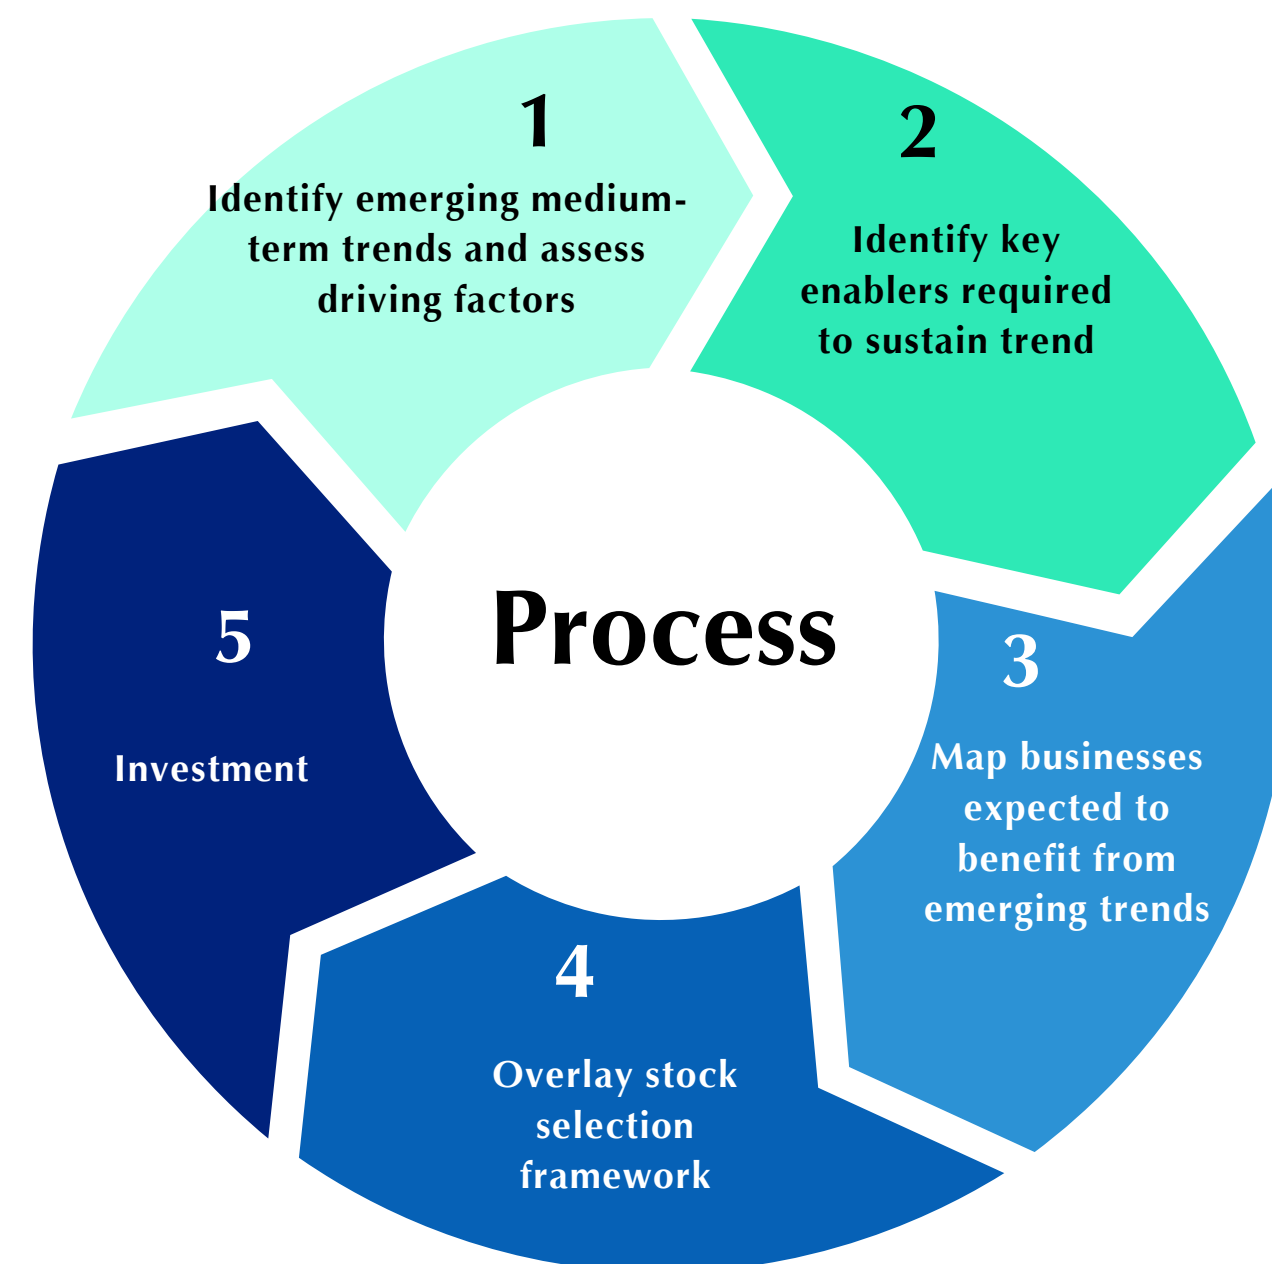 1
Identify emerging medium-
term trends and assess
driving factors
2
Identify key
enablers required
to sustain trend
Process
3
Map businesses
expected to
benefit from
emerging trends
4
Overlay stock
selection
framework
5
Investment